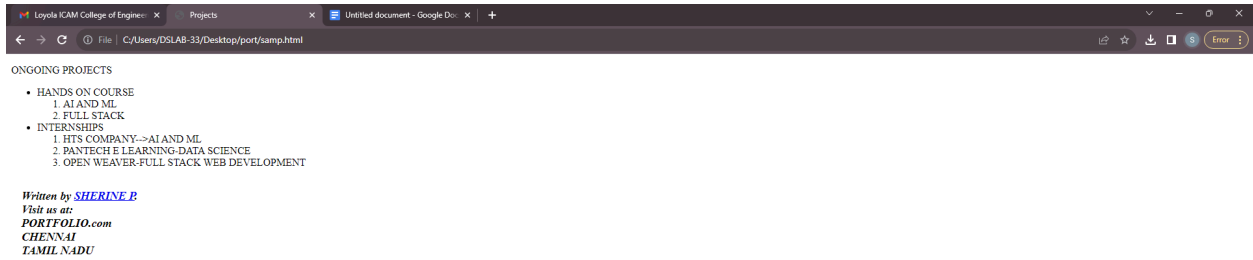 Loyola ICAM College of Engineer
Projects
Untitled document - Google Doc
File | C:/Users/DSLAB-33/Desktop/port/samp.html
S
Error
ONGOING PROJECTS
• HANDS ON COURSE
1. AI AND ML
2. FULL STACK
• INTERNSHIPS
1. HTS COMPANY-->AI AND ML
2. PANTECH E LEARNING-DATA SCIENCE
3. OPEN WEAVER-FULL STACK WEB DEVELOPMENT
Written by SHERINE P.
Visit us at:
PORTFOLIO.com
CHENNAI
TAMIL NADU